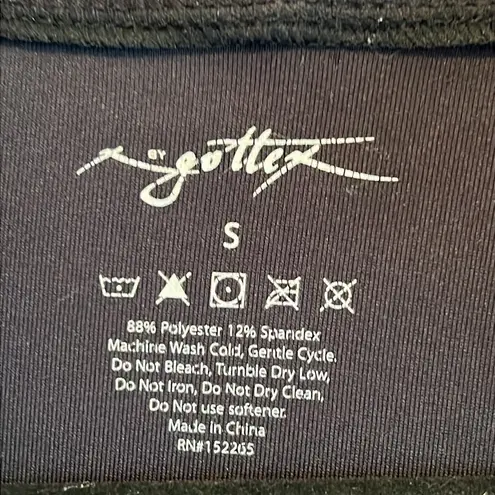 X BY gottex
S
88% Polyester 12% Spandex
Machine Wash Cold, Gentle Cycle,
Do Not Bleach, Tumble Dry Low,
Do Not Iron, Do Not Dry Clean,
Do Not use softener.
Made in China
RN#152265